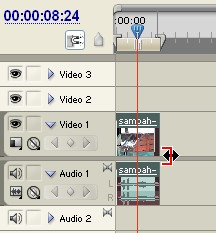 00:00:08:24
:00:00
Video 3
Video 2
Video 1
sampah-
Audio 1
sampah-
L
R
Audio 2